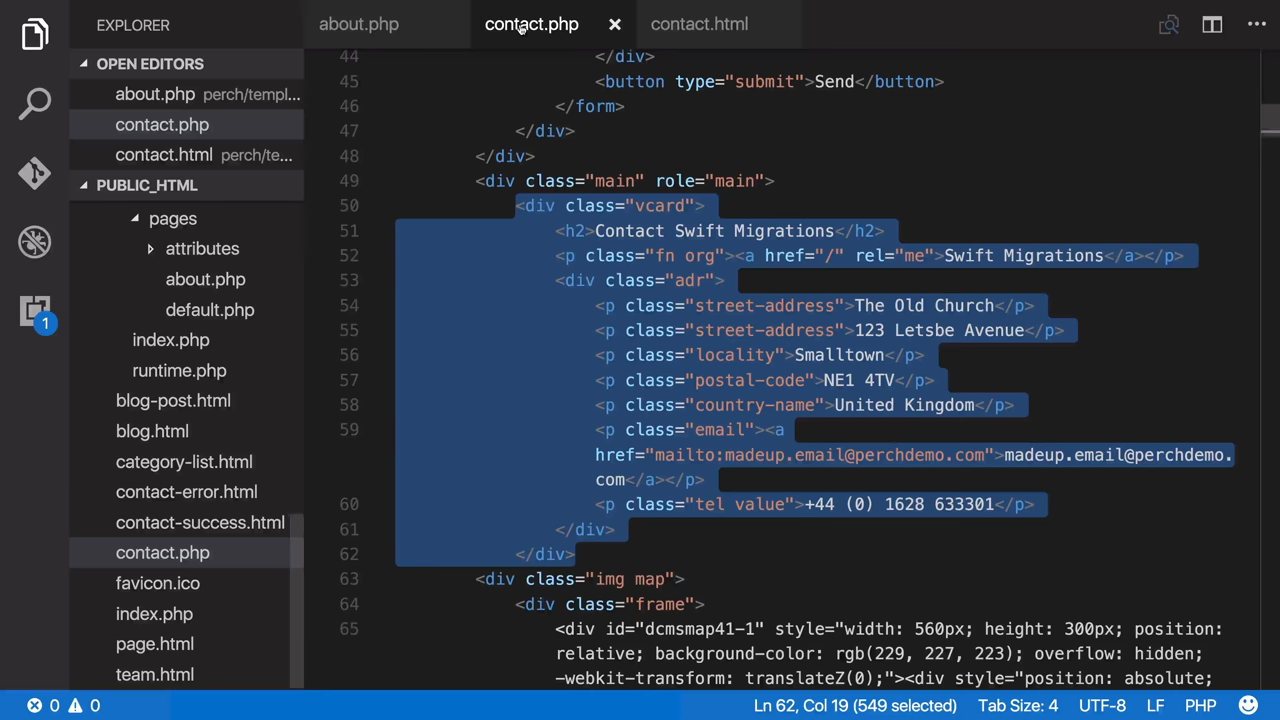 EXPLORER
OPEN EDITORS
about.php perch/templ...
contact.php
contact.html perch/te...
PUBLIC_HTML
pages
attributes
about.php
default.php
index.php
runtime.php
blog-post.html
blog.html
category-list.html
contact-error.html
contact-success.html
contact.php
favicon.ico
index.php
page.html
team.html
1
about.php contact.php contact.html
44 </div>
45 <button type="submit">Send</button>
46 </form>
47 </div>
48 </div>
49 <div class="main" role="main">
50 <div class="vcard">
51 <h2>Contact Swift Migrations</h2>
52 <p class="fn org"><a href="/" rel="me">Swift Migrations</a></p>
53 <div class="adr">
54 <p class="street-address">The Old Church</p>
55 <p class="street-address">123 Letsbe Avenue</p>
56 <p class="locality">Smalltown</p>
57 <p class="postal-code">NE1 4TV</p>
58 <p class="country-name">United Kingdom</p>
59 <p class="email"><a
href="mailto:madeup.email@perchdemo.com">madeup.email@perchdemo.
com</a></p>
60 <p class="tel value">+44 (0) 1628 633301</p>
61 </div>
62 </div>
63 <div class="img map">
64 <div class="frame">
65 <div id="dcmsmap41-1" style="width: 560px; height: 300px; position:
relative; background-color: rgb(229, 227, 223); overflow: hidden;
-webkit-transform: translateZ(0);"><div style="position: absolute;
0 0 Ln 62, Col 19 (549 selected) Tab Size: 4 UTF-8 LF PHP